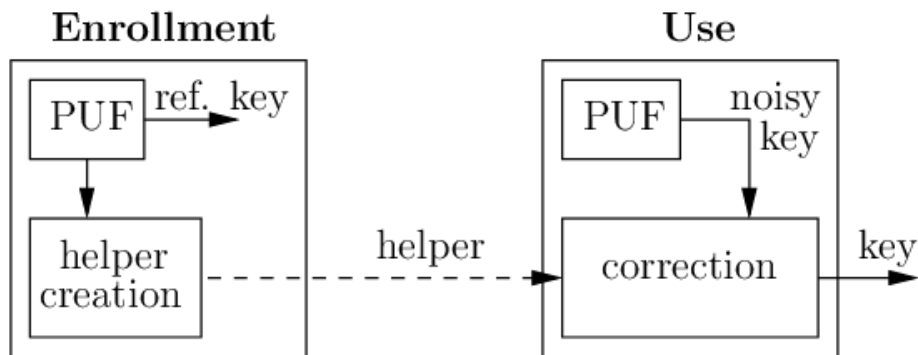 Enrollment
PUF
ref. key
helper
creation
helper
Use
PUF
noisy
key
correction
key